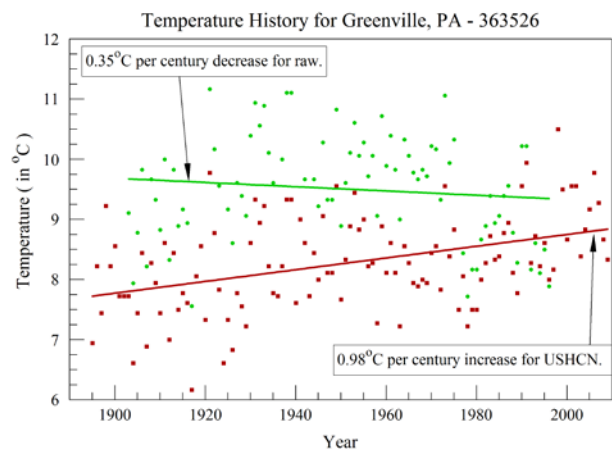 Temperature History for Greenville, PA - 363526
12
11
10
9
8
7
6
Temperature ( in °C )
0.35°C per century decrease for raw.
0.98°C per century increase for USHCN.
1900
1920
1940
1960
1980
2000
Year